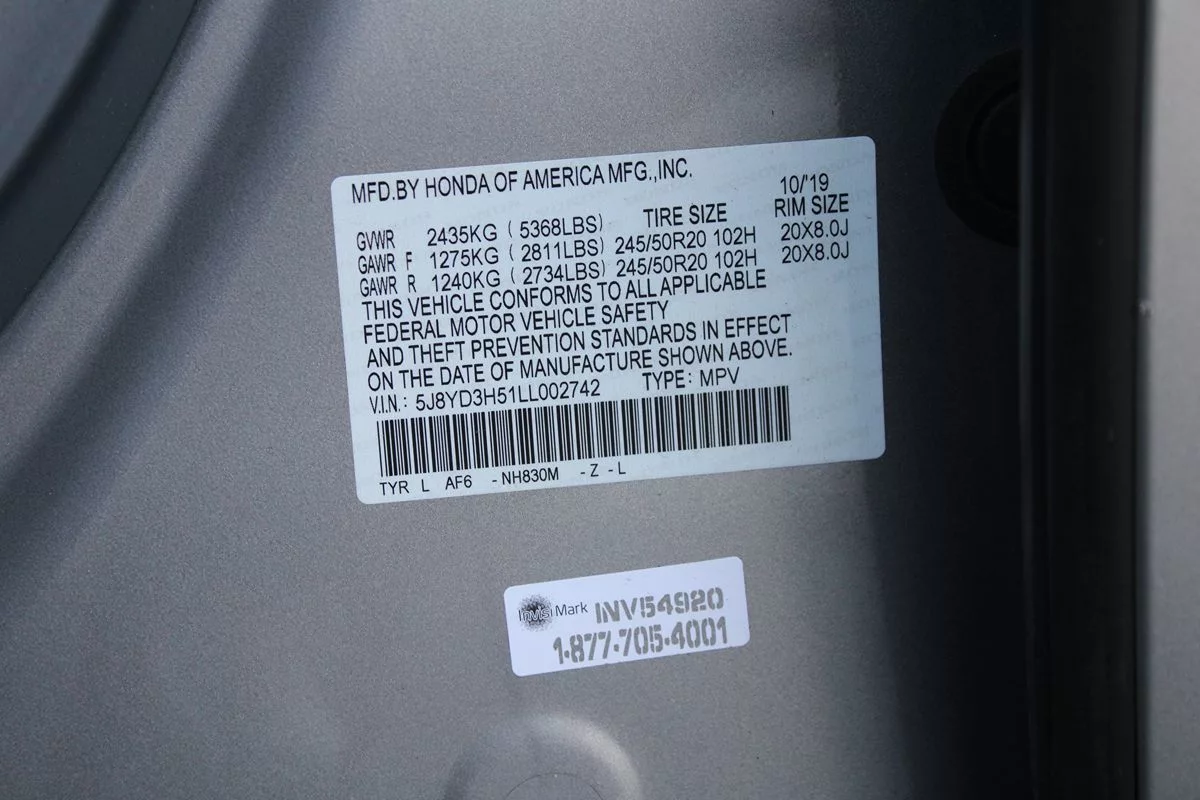 MFD.BY HONDA OF AMERICA MFG.,INC.
10/'19
GVWR 2435KG ( 5368LBS) TIRE SIZE RIM SIZE
GAWR F 1275KG ( 2811LBS) 245/50R20 102H 20X8.0J
GAWR R 1240KG ( 2734LBS) 245/50R20 102H 20X8.0J
THIS VEHICLE CONFORMS TO ALL APPLICABLE
FEDERAL MOTOR VEHICLE SAFETY
AND THEFT PREVENTION STANDARDS IN EFFECT
ON THE DATE OF MANUFACTURE SHOWN ABOVE.
V.I.N.: 5J8YD3H51LL002742 TYPE: MPV
TYR L AF6 -NH830M -Z -L
InvisiMark INV54920
1-877-705-4001